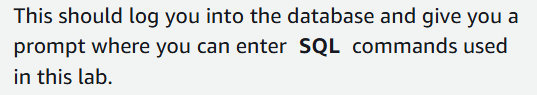 This should log you into the database and give you a
prompt where you can enter SQL commands used
in this lab.